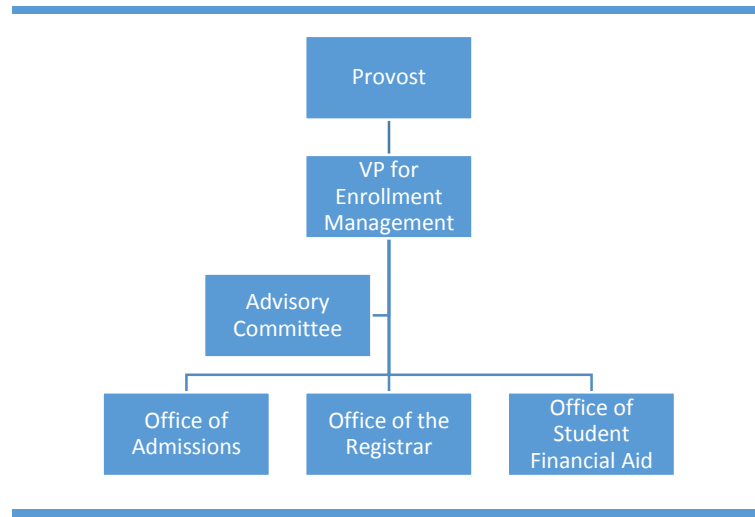 Provost
VP for
Enrollment
Management
Advisory
Committee
Office of
Admissions
Office of the
Registrar
Office of
Student
Financial Aid